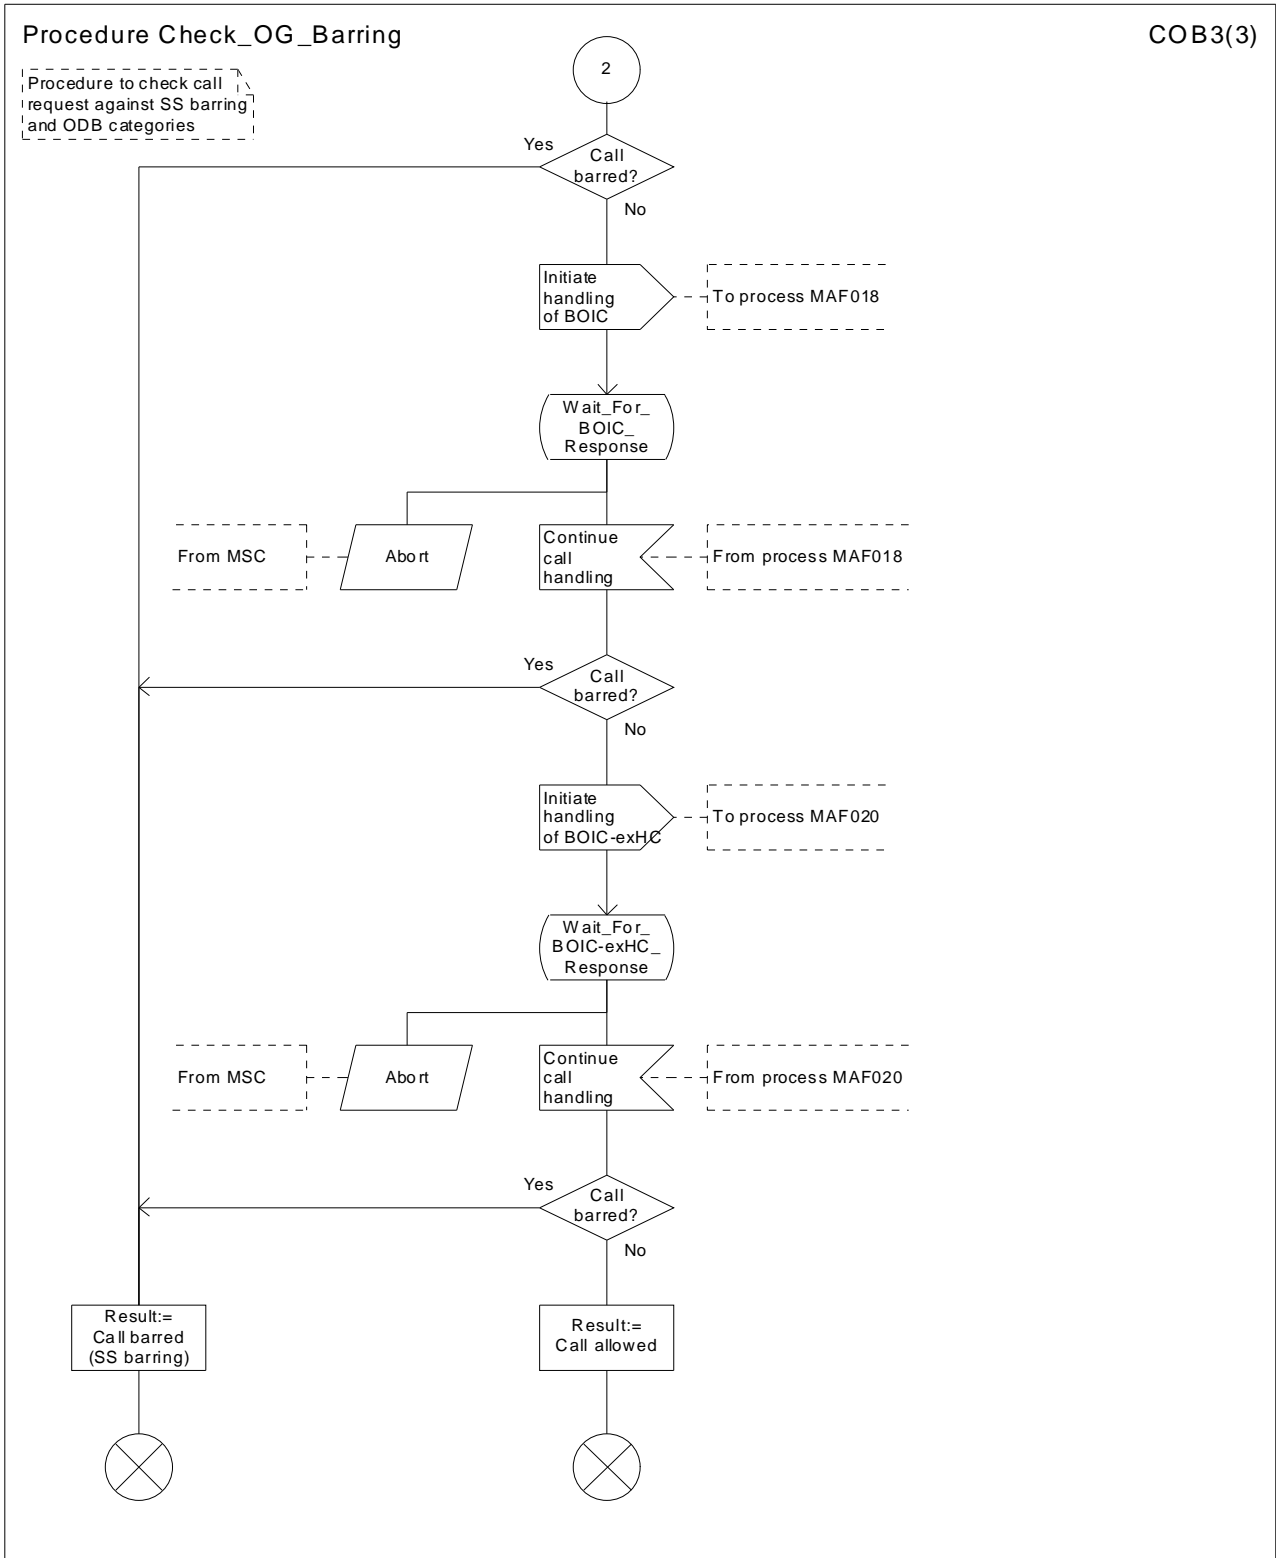 Procedure Check_OG_Barring
COB3(3)
Procedure to check call
request against SS barring
and ODB categories
2
Yes
Call
barred?
No
Initiate
handling
of BOIC
To process MAF018
Wait_For_
BOIC_
Response
From MSC
Abort
Continue
call
handling
From process MAF018
Yes
Call
barred?
No
Initiate
handling
of BOIC-exHC
To process MAF020
Wait_For_
BOIC-exHC_
Response
From MSC
Abort
Continue
call
handling
From process MAF020
Yes
Call
barred?
No
Result:=
Call barred
(SS barring)
Result:=
Call allowed